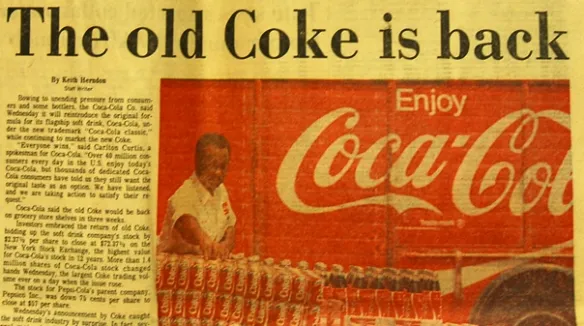 The old Coke is back
By Keith Herndon
Staff Writer
Bowing to unending pressure from consum-
ers and some bottlers, the Coca-Cola Co. said
Wednesday it will reintroduce the original for-
mula for its flagship soft drink, Coca-Cola, un-
der the new trademark "Coca-Cola classic,"
while continuing to market the new Coke.
"Everyone wins," said Carlton Curtis, a
spokesman for Coca-Cola. "Over 40 million con-
sumers every day in the U.S. enjoy today's
Coca-Cola, but thousands of dedicated Coca-
Cola consumers have told us they still want the
original taste as an option. We have listened,
and we are taking action to satisfy their re-
quest."
Coca-Cola said the old Coke would be back
on grocery store shelves in three weeks.
Investors embraced the return of old Coke,
bidding up the soft drink company's stock by
per share to close at on the
New York Stock Exchange, the highest value
for Coca-Cola's stock in 12 years. More than 1.8
million shares of Coca-Cola stock changed
hands Wednesday, the largest Coke trading vol-
ume ever on a day when the issue rose.
The stock for Pepsi-Cola's parent company,
Pepsico Inc., was down 75 cents per share to
close at $57 per share.
Wednesday's announcement by Coke caught
the soft drink industry by surprise. In fact,
Enjoy
Coca-Col